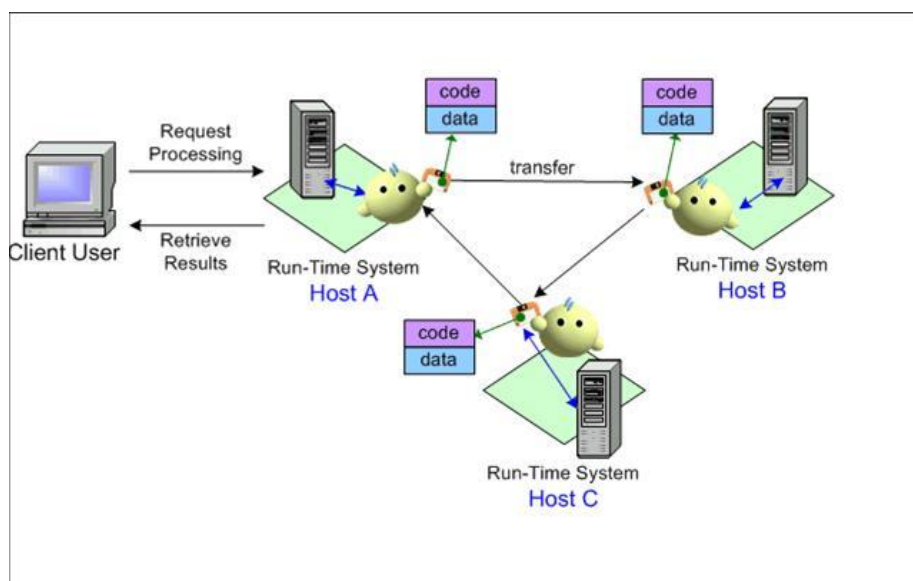 code
data
code
data
Request
Processing
transfer
Client User
Retrieve
Results
Run-Time System
Host A
Run-Time System
Host B
code
data
Run-Time System
Host C